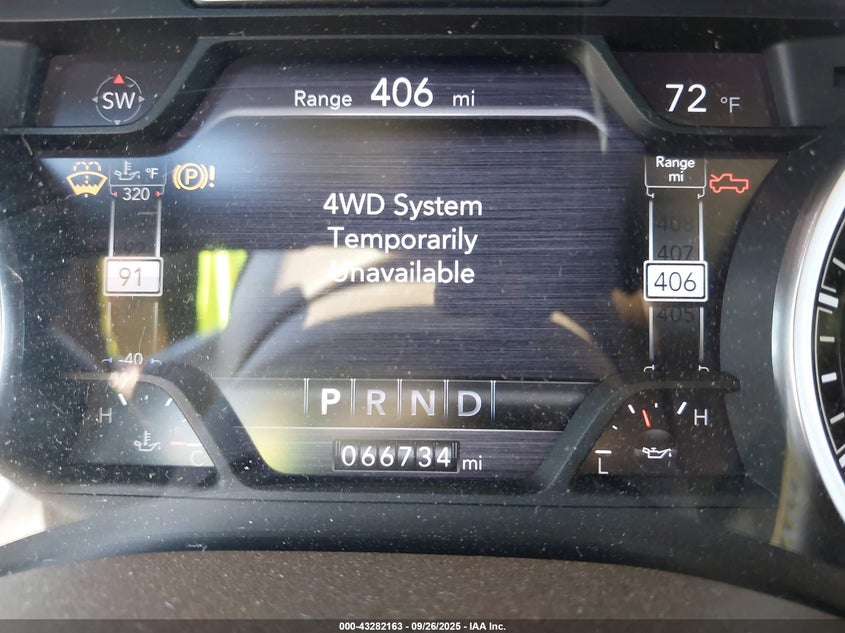 SW
Range 406 mi
72 °F
°F
320
91
-40
P !
4WD System
Temporarily
Unavailable
Range
mi
408
407
406
405
P R N D
H
C
066734 mi
H
L
000-43282163 - 09/26/2025 - IAA Inc.